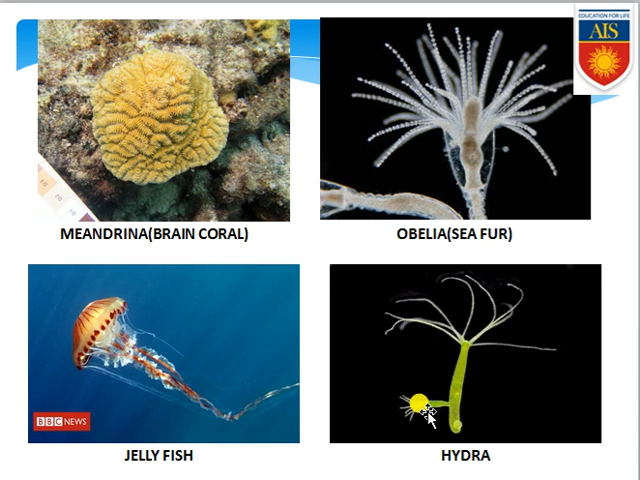 EDUCATION FOR LIFE
AIS
MEANDRINA(BRAIN CORAL)
OBELIA(SEA FUR)
BBC NEWS
JELLY FISH
HYDRA